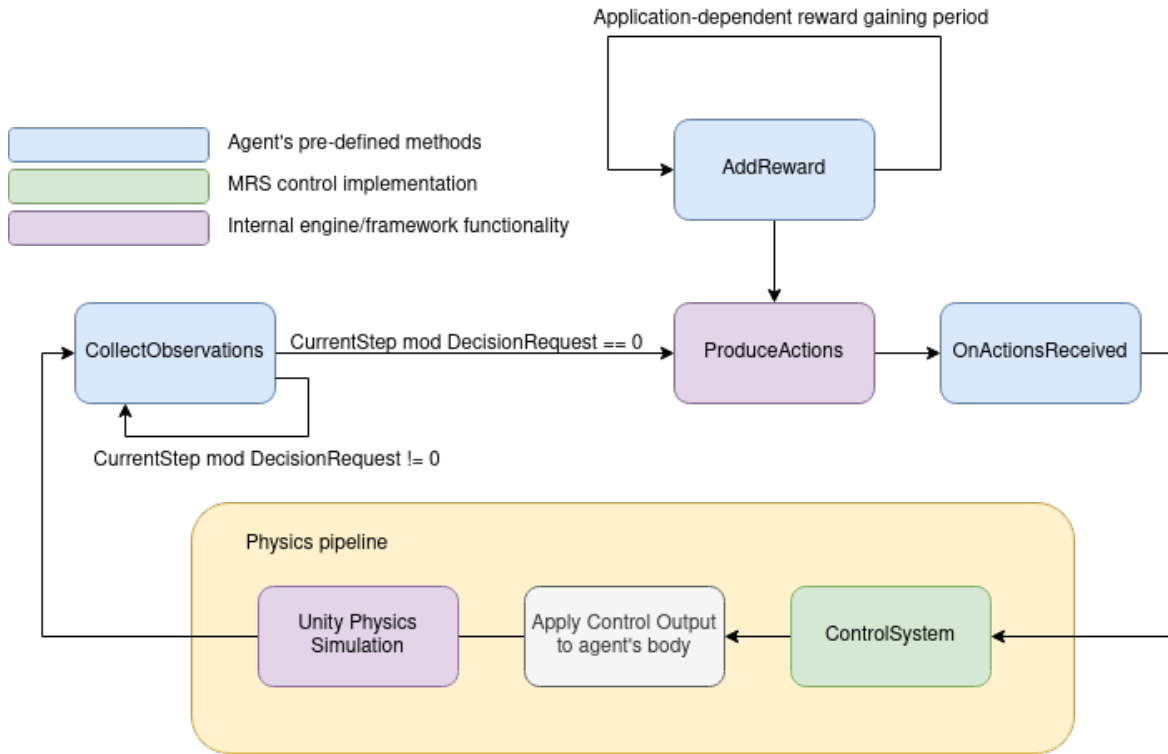 Application-dependent reward gaining period
Agent's pre-defined methods
MRS control implementation
Internal engine/framework functionality
AddReward
CollectObservations
CurrentStep mod DecisionRequest == 0
ProduceActions
OnActionsReceived
CurrentStep mod DecisionRequest != 0
Physics pipeline
Unity Physics
Simulation
Apply Control Output
to agent's body
ControlSystem